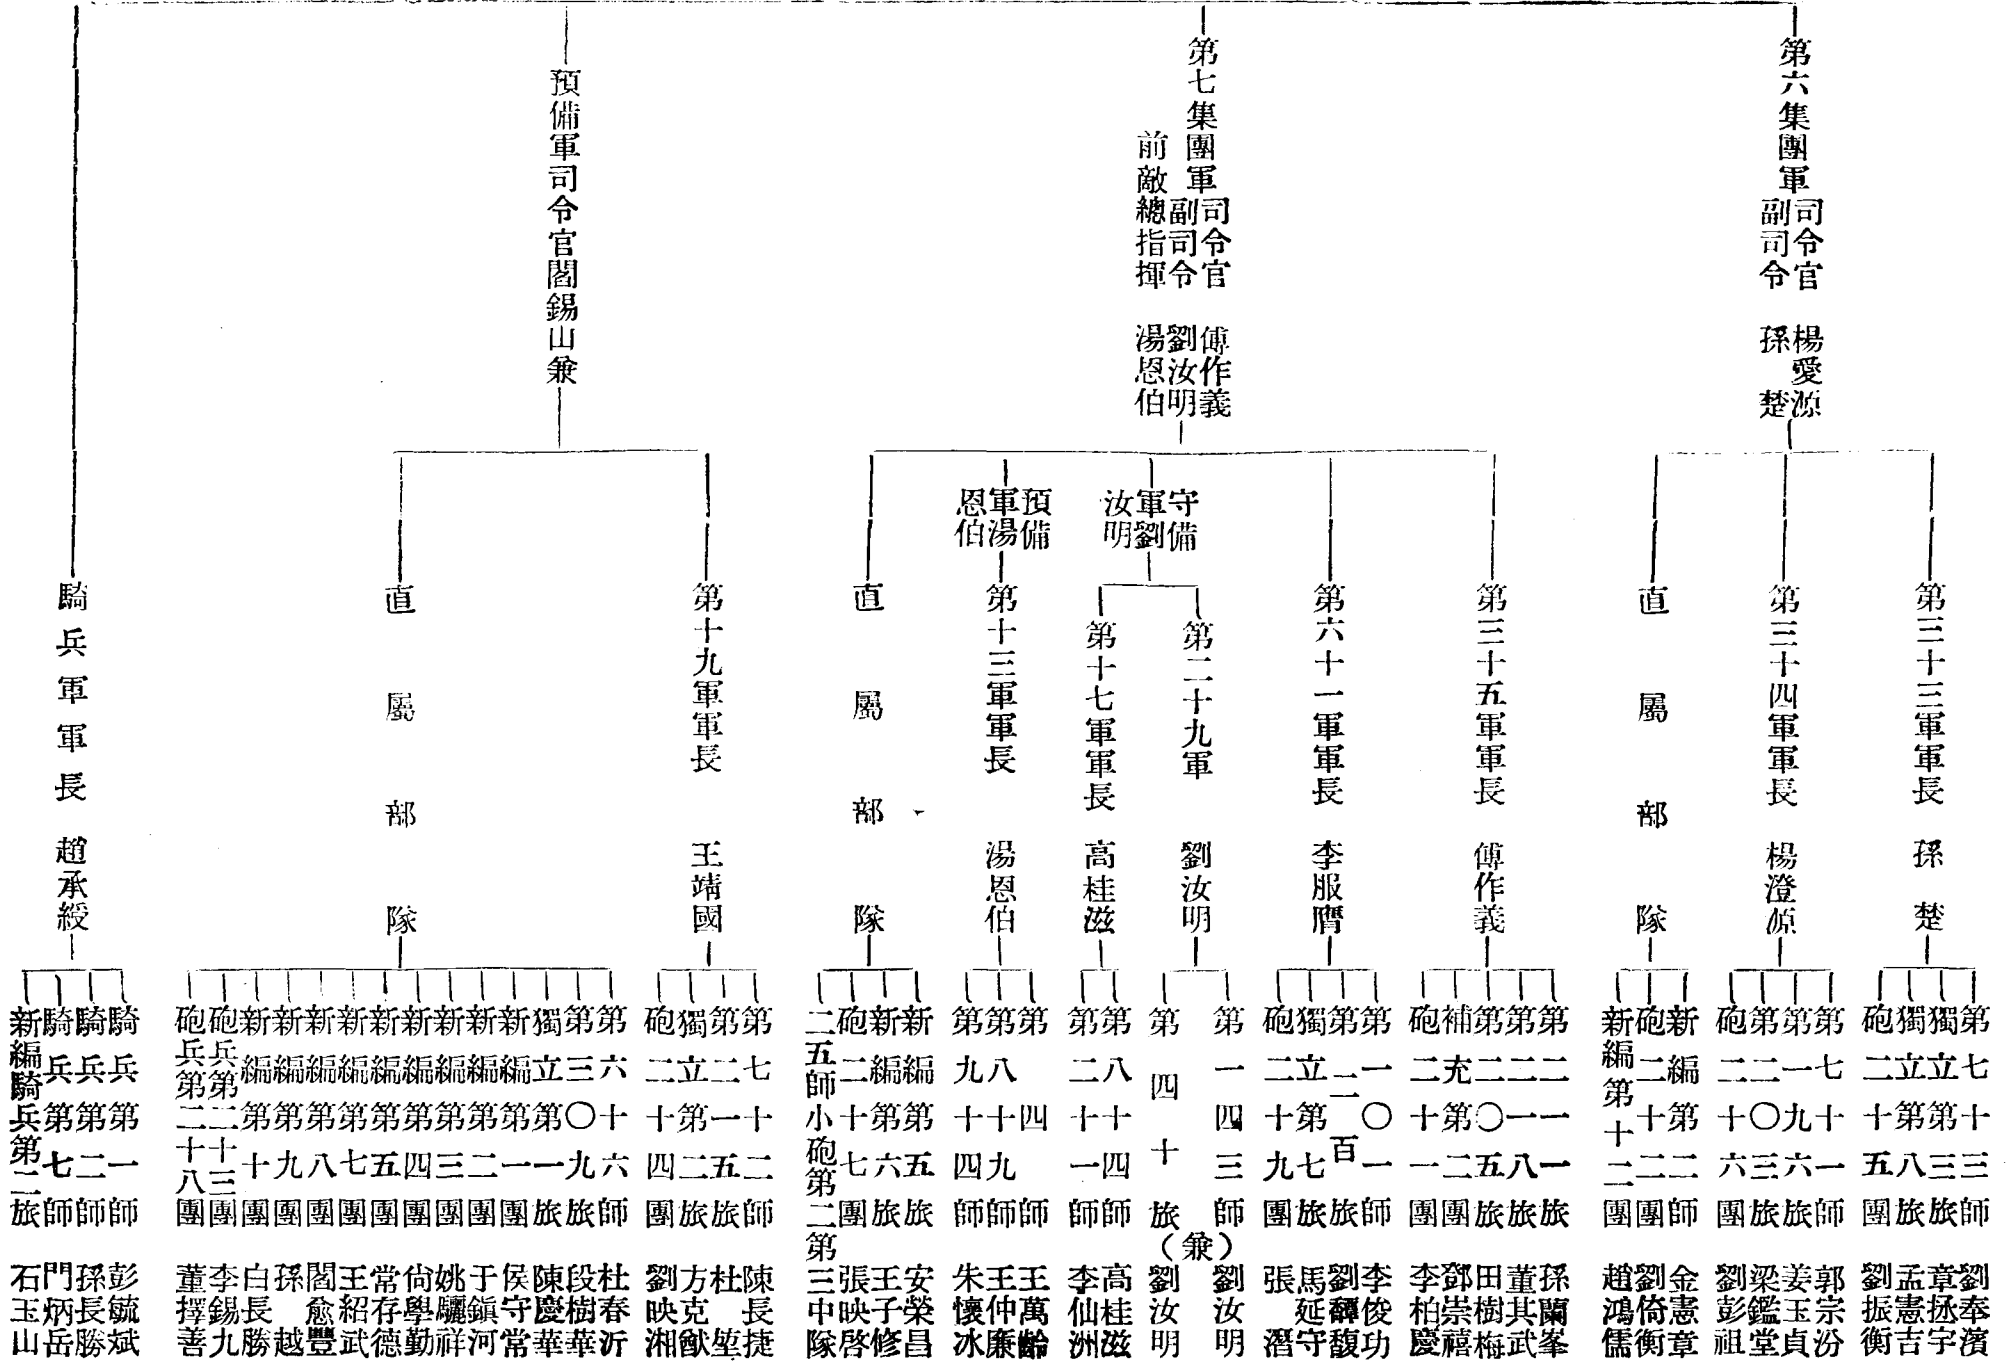 第六集團軍
司令官　楊愛源
副司令　孫　楚
第三十三軍軍長　孫　楚
第七十三師　劉奉濱
獨立第三旅　章拯宇
獨立第八旅　孟憲吉
砲二十五團　劉振衡
第三十四軍軍長　楊澄源
第七十一師　郭宗汾
第一九六旅　姜玉貞
第二〇三旅　梁鑑堂
砲二十六團　劉彭祖
直屬部隊
新編第二師　金憲章
砲二十二團　劉倚衡
新編第十二團　趙鴻儒
第七集團軍
司令官　傅作義
副司令　劉汝明
前敵總指揮　湯恩伯
第三十五軍軍長　傅作義
第二一一旅　孫蘭峯
第二一八旅　董其武
第二〇五旅　田樹梅
補充第二團　鄧崇禧
砲二十一團　李柏慶
第六十一軍軍長　李服膺
第一〇一師　李俊功
第二百旅　劉譚馥
獨立第七旅　馬延守
砲二十九團　張　濳
守備軍劉汝明
第二十九軍　劉汝明
第一四三師　劉汝明
第四十旅（兼）劉汝明
第十七軍軍長　高桂滋
第八十四師　高桂滋
第二十一師　李仙洲
預備軍湯恩伯
第十三軍軍長　湯恩伯
第四師　王萬齡
第八十九師　王仲廉
第九十四師　朱懷冰
直屬部隊
新編第五旅　安榮昌
新編第六旅　王子修
砲二十七團　張映啓
二五師小砲第二第三中隊
預備軍司令官閻錫山兼
第十九軍軍長　王靖國
第七十二師　陳長捷
第二一五旅　杜　堃
獨立第二旅　方克猷
砲二十四團　劉映湘
直屬部隊
第六十六師　杜春沂
第三〇九旅　段樹華
獨立第一旅　陳慶華
新編第一團　侯守常
新編第二團　于鎮河
新編第三團　姚驪祥
新編第四團　尙學勤
新編第五團　常存德
新編第七團　王紹武
新編第八團　閻愈豐
新編第九團　孫　越
新編第十團　白長勝
砲兵第二十三團　李錫九
砲兵第二十八團　董擇善
騎兵軍軍長　趙承綬
騎兵第一師　彭毓斌
騎兵第二師　孫長勝
騎兵第七師　門炳岳
新編騎兵第二旅　石玉山